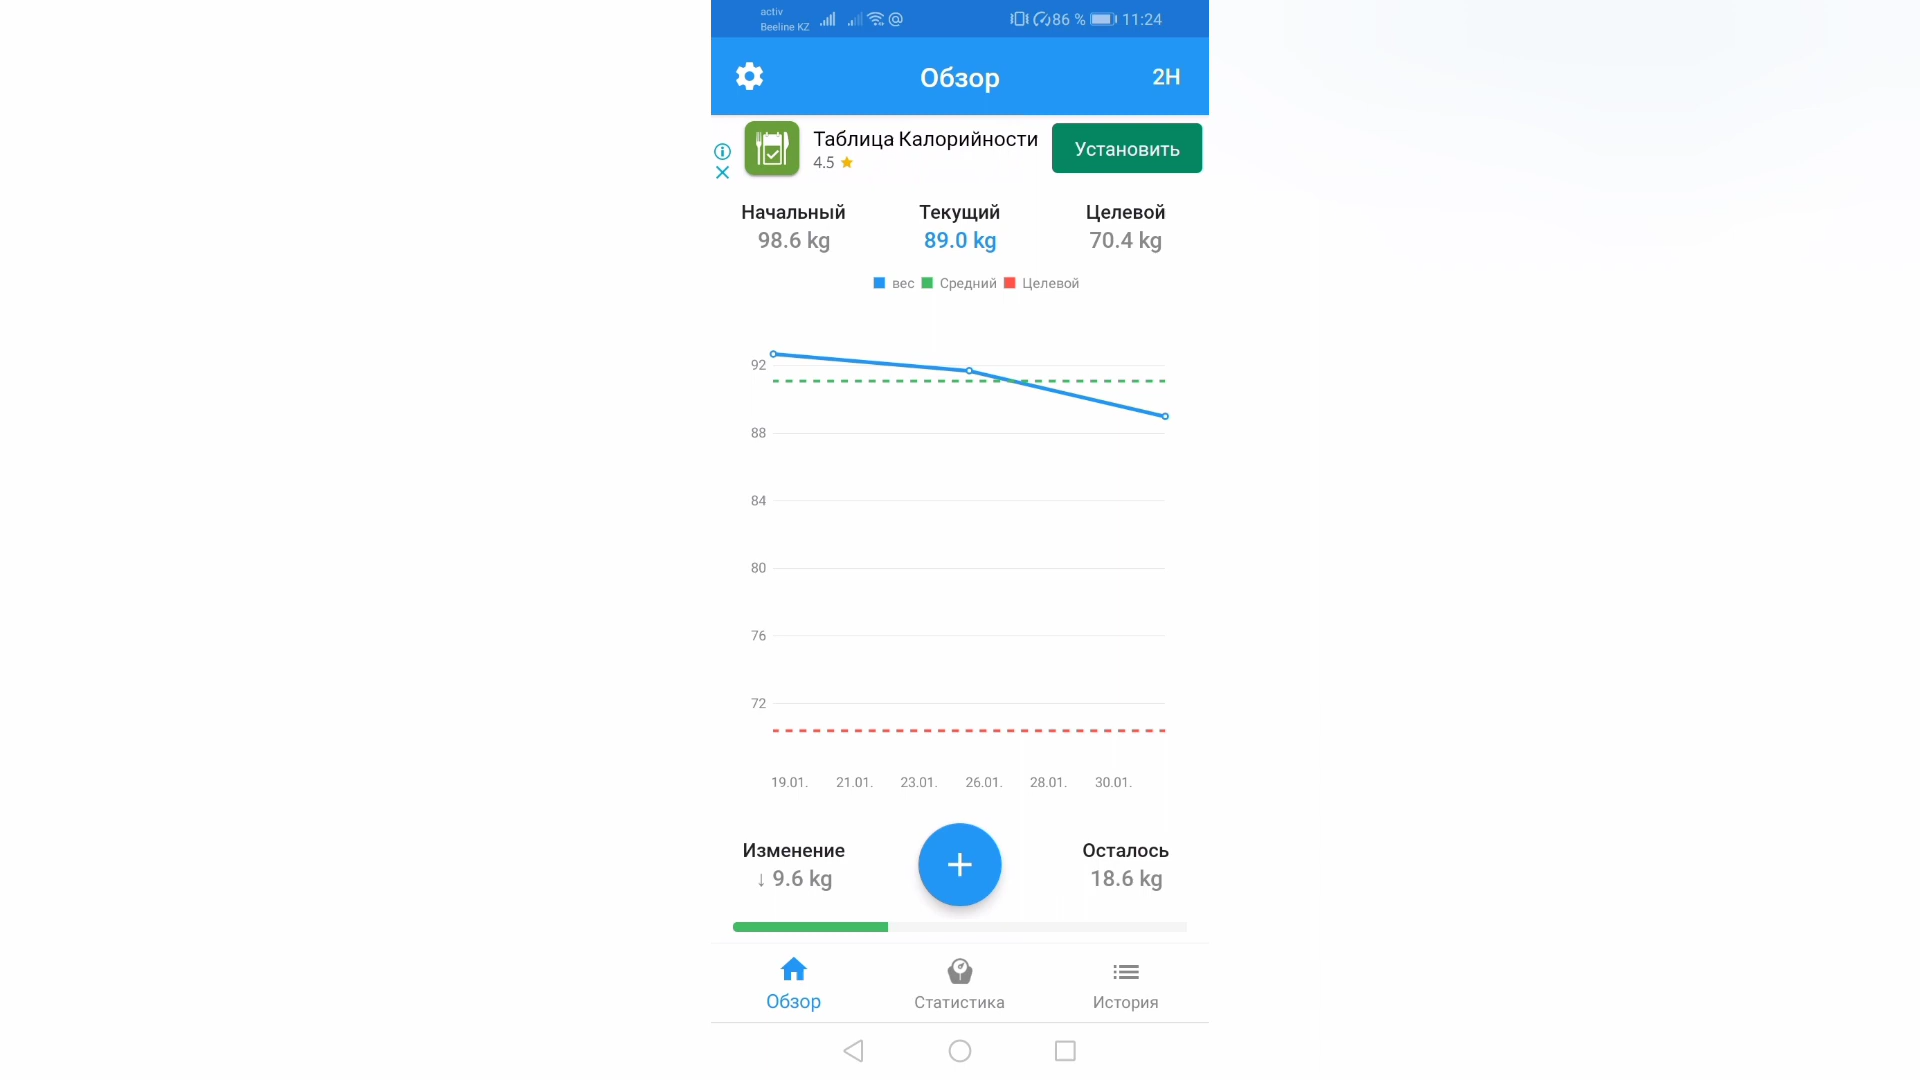 activ
Beeline KZ
86 %
11:24
Обзор
2Н
Таблица Калорийности
4.5
Установить
Начальный
Текущий
Целевой
98.6 kg
89.0 kg
70.4 kg
вес
Средний
Целевой
92
88
84
80
76
72
19.01.
21.01.
23.01.
26.01.
28.01.
30.01.
Изменение
↓ 9.6 kg
+
Осталось
18.6 kg
Обзор
Статистика
История